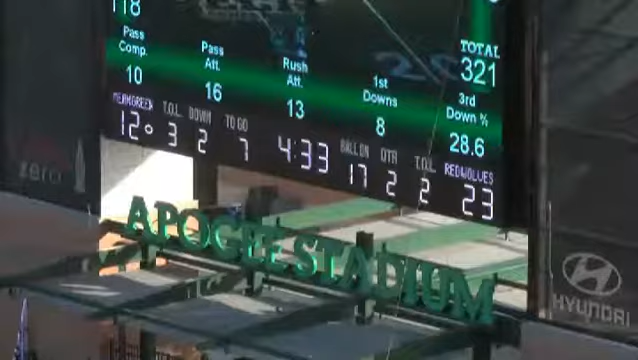 118
TOTAL
321
Pass Comp.
10
Pass Att.
16
Rush Att.
13
1st Downs
8
3rd Down %
28.6
MEANGREEN
12
T.O.L.
3
DOWN
2
TO GO
7
4:33
BALL ON
17
QTR
2
T.O.L.
2
REDWOLVES
23
zero
APOGEE STADIUM
HYUNDAI